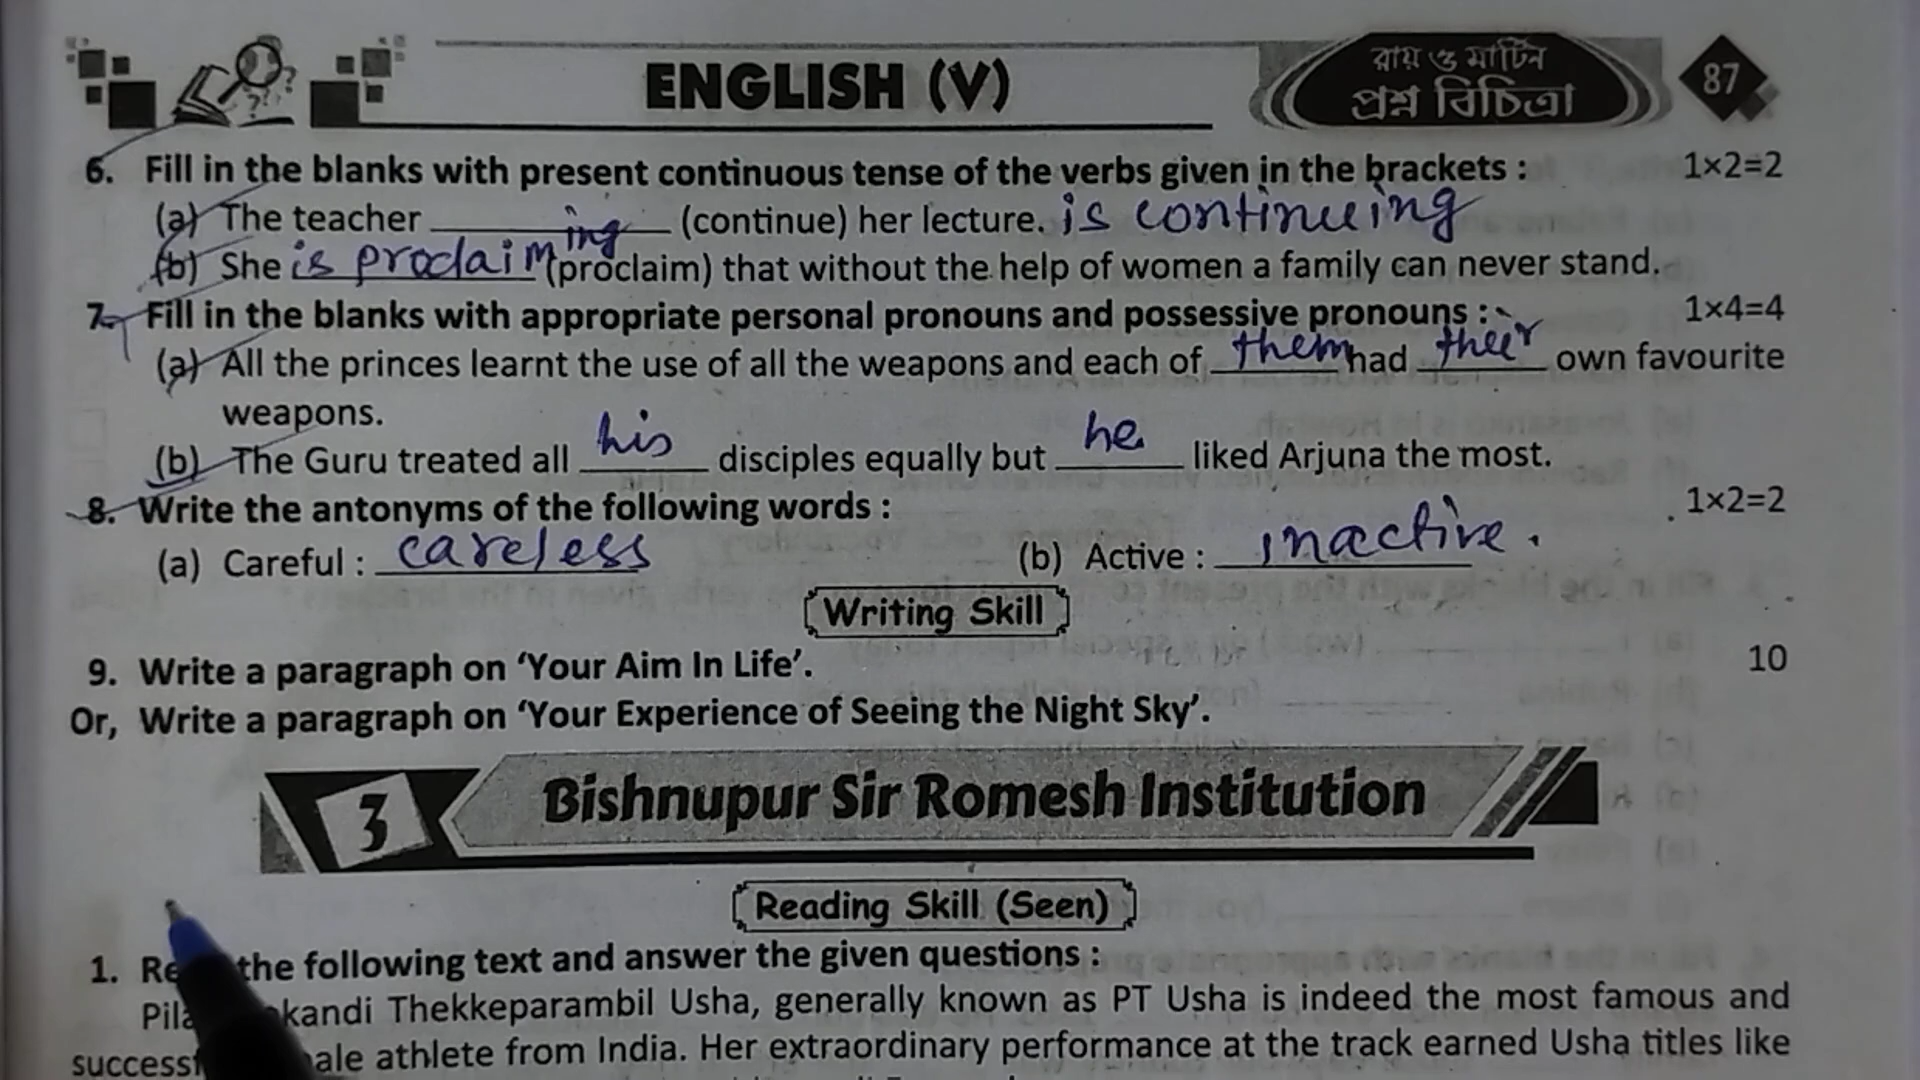 ENGLISH (V)
রায় ও মার্টিন
প্রশ্ন বিচিত্রা
87
6. Fill in the blanks with present continuous tense of the verbs given in the brackets : 1×2=2
(a) The teacher ________ (continue) her lecture. is continueing
(b) She is proclaiming (proclaim) that without the help of women a family can never stand.
7. Fill in the blanks with appropriate personal pronouns and possessive pronouns : 1×4=4
(a) All the princes learnt the use of all the weapons and each of them had their own favourite
weapons.
(b) The Guru treated all his disciples equally but he liked Arjuna the most.
8. Write the antonyms of the following words : 1×2=2
(a) Careful : careless (b) Active : inactive.
Writing Skill
9. Write a paragraph on ‘Your Aim In Life’. 10
Or, Write a paragraph on ‘Your Experience of Seeing the Night Sky’.
3 Bishnupur Sir Romesh Institution
Reading Skill (Seen)
1. the following text and answer the given questions :
Thekkeparambil Usha, generally known as PT Usha is indeed the most famous and
athlete from India. Her extraordinary performance at the track earned Usha titles like